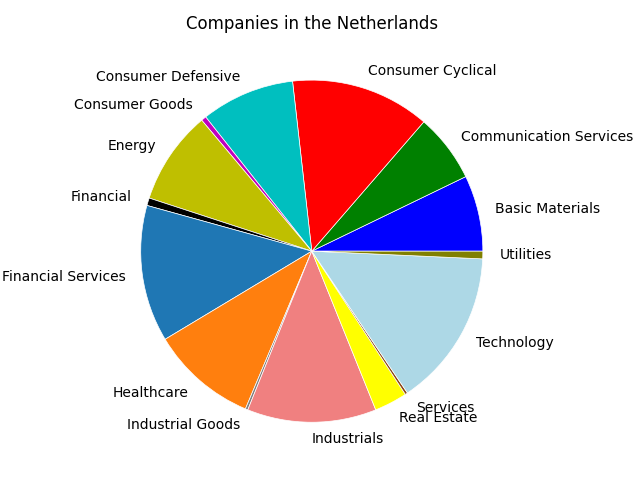 Companies in the Netherlands
Consumer Cyclical
Consumer Defensive
Consumer Goods
Communication Services
Energy
Financial
Basic Materials
Utilities
Financial Services
Technology
Healthcare
Services
Real Estate
Industrial Goods
Industrials